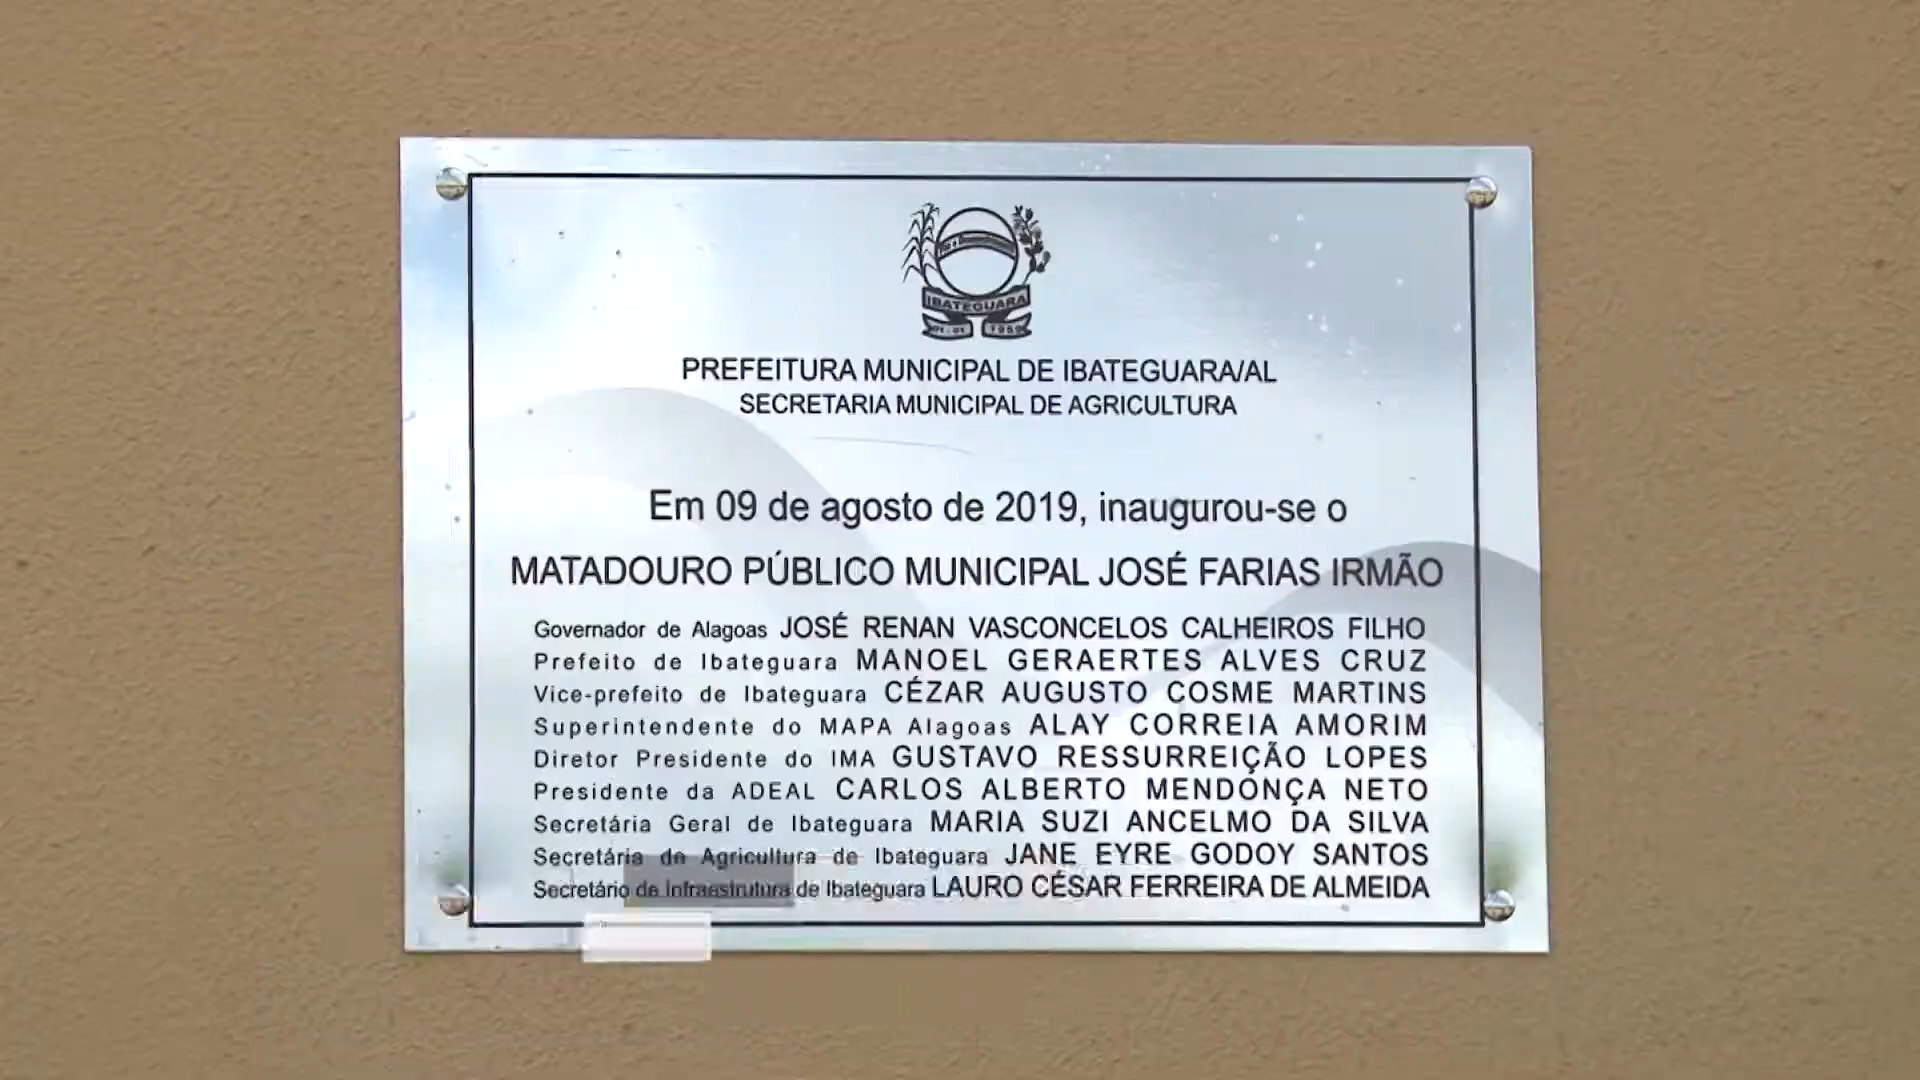 IBATEGUARA
PREFEITURA MUNICIPAL DE IBATEGUARA/AL
SECRETARIA MUNICIPAL DE AGRICULTURA
Em 09 de agosto de 2019, inaugurou-se o
MATADOURO PÚBLICO MUNICIPAL JOSÉ FARIAS IRMÃO
Governador de Alagoas JOSÉ RENAN VASCONCELOS CALHEIROS FILHO
Prefeito de Ibateguara MANOEL GERAERTES ALVES CRUZ
Vice-prefeito de Ibateguara CÉZAR AUGUSTO COSME MARTINS
Superintendente do MAPA Alagoas ALAY CORREIA AMORIM
Diretor Presidente do IMA GUSTAVO RESSURREIÇÃO LOPES
Presidente da ADEAL CARLOS ALBERTO MENDONÇA NETO
Secretária Geral de Ibateguara MARIA SUZI ANCELMO DA SILVA
Secretária de Agricultura de Ibateguara JANE EYRE GODOY SANTOS
Secretário de Infraestrutura de Ibateguara LAURO CÉSAR FERREIRA DE ALMEIDA